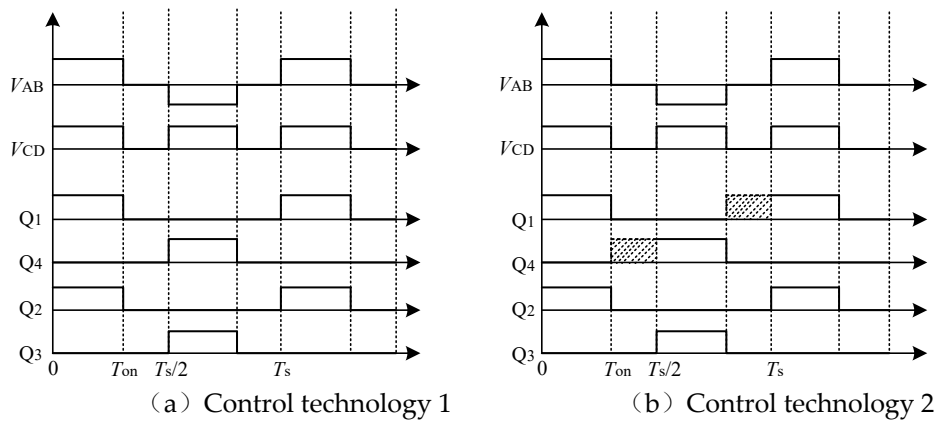 VAB VAB
VCD VCD
Q1 Q1
Q4 Q4
Q2 Q2
Q3 Q3
0 Ton Ts/2 Ts 0 Ton Ts/2 Ts
（a）Control technology 1 （b）Control technology 2